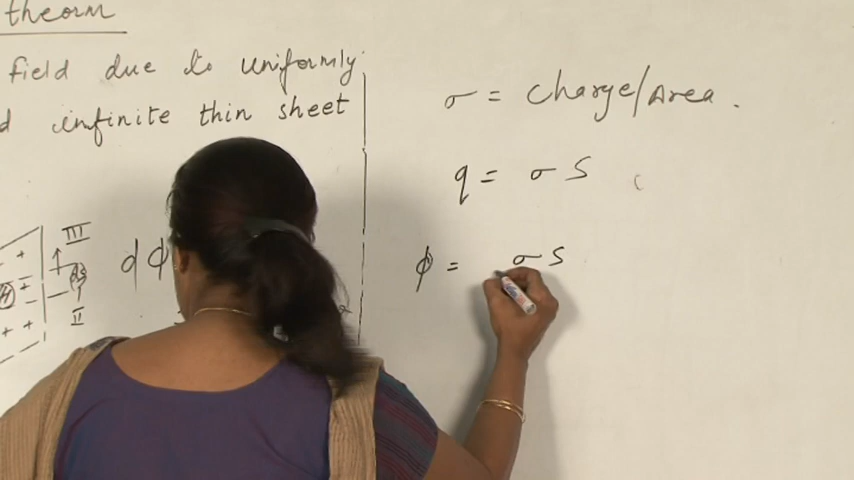 theorm
field due to uniformly
infinite thin sheet
III
II
dϕ
σ = Charge/Area.
q = σ S
ϕ = σ S